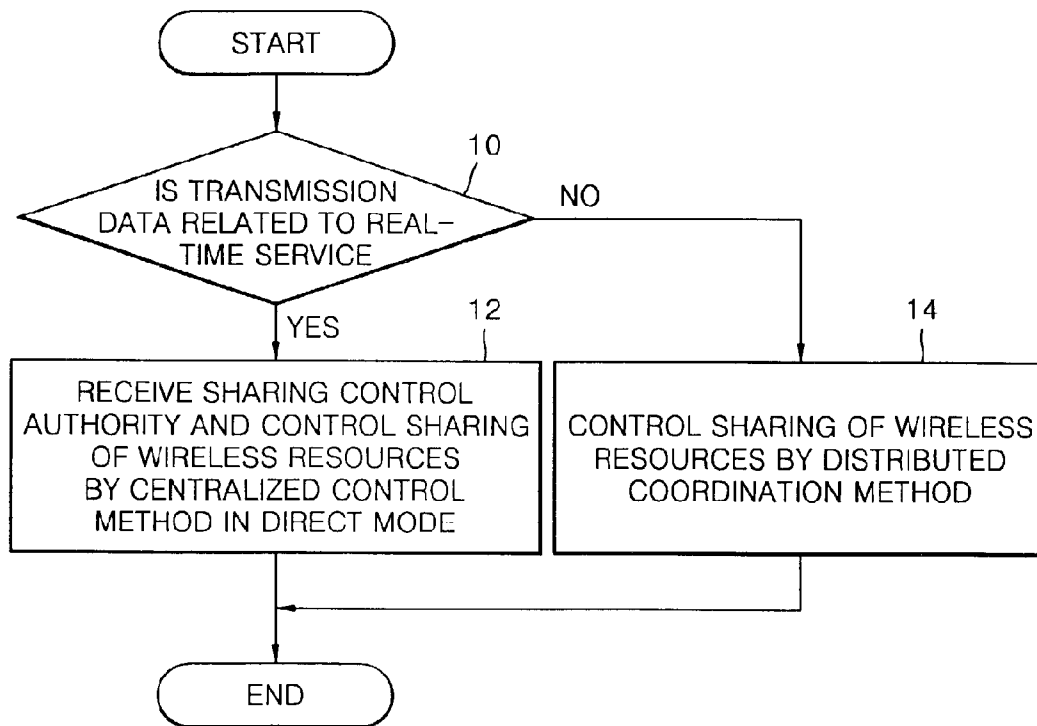 START
10
IS TRANSMISSION
DATA RELATED TO REAL-
TIME SERVICE
NO
YES
12
14
RECEIVE SHARING CONTROL
AUTHORITY AND CONTROL SHARING
OF WIRELESS RESOURCES
BY CENTRALIZED CONTROL
METHOD IN DIRECT MODE
CONTROL SHARING OF WIRELESS
RESOURCES BY DISTRIBUTED
COORDINATION METHOD
END